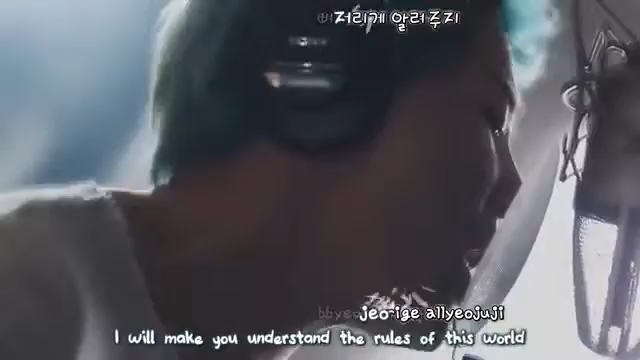 저리게 알려주지
SONY
jeo ige allyeojuji
I will make you understand the rules of this world